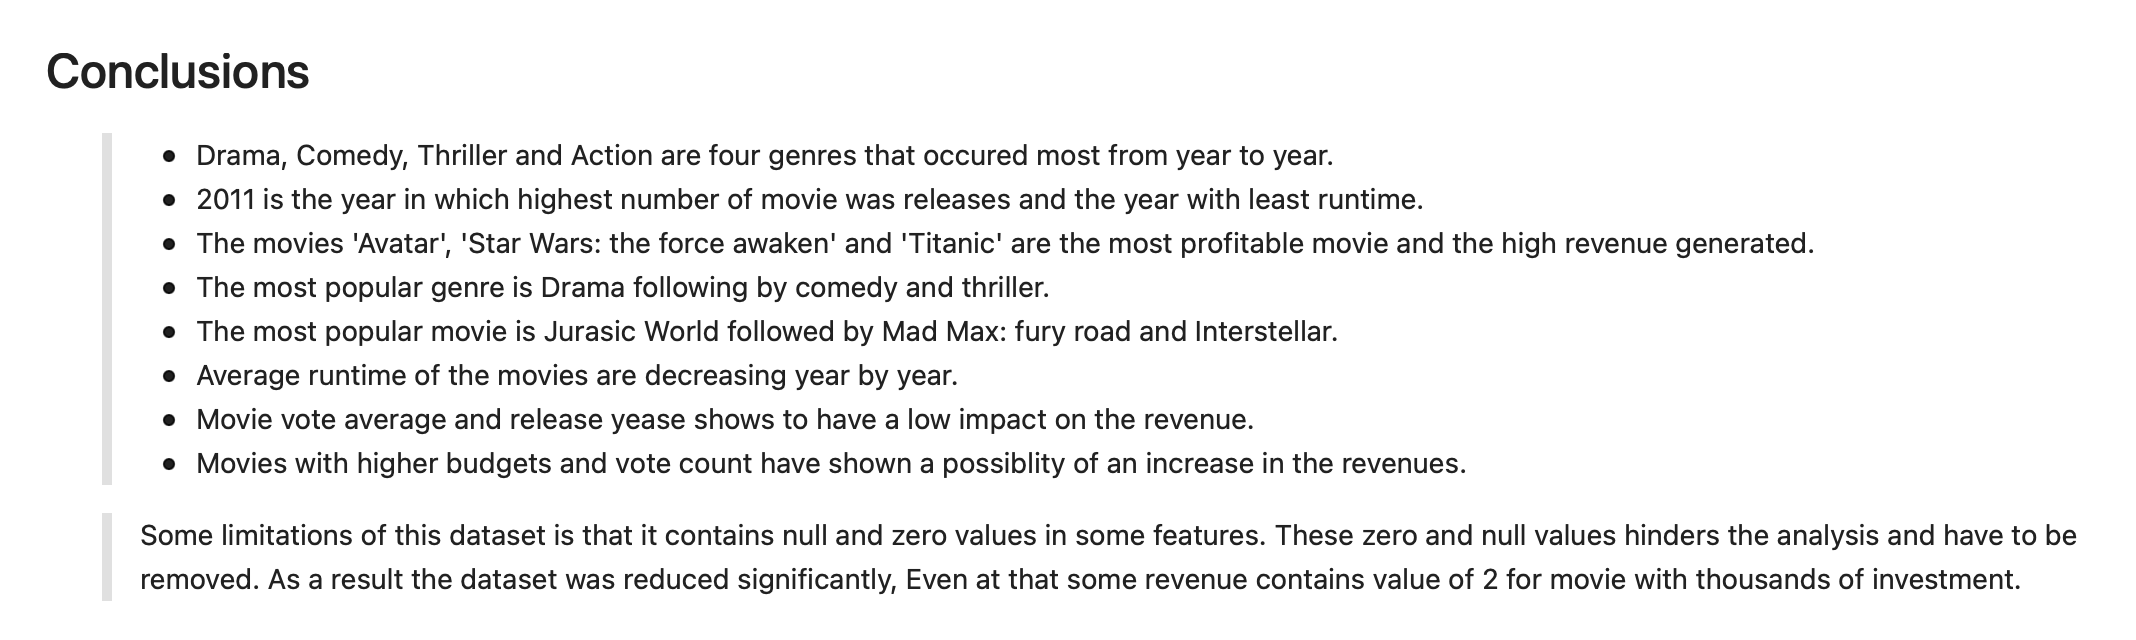 Conclusions
Drama, Comedy, Thriller and Action are four genres that occured most from year to year.
2011 is the year in which highest number of movie was releases and the year with least runtime.
The movies 'Avatar', 'Star Wars: the force awaken' and 'Titanic' are the most profitable movie and the high revenue generated.
The most popular genre is Drama following by comedy and thriller.
The most popular movie is Jurasic World followed by Mad Max: fury road and Interstellar.
Average runtime of the movies are decreasing year by year.
Movie vote average and release yease shows to have a low impact on the revenue.
Movies with higher budgets and vote count have shown a possiblity of an increase in the revenues.
Some limitations of this dataset is that it contains null and zero values in some features. These zero and null values hinders the analysis and have to be
removed. As a result the dataset was reduced significantly, Even at that some revenue contains value of 2 for movie with thousands of investment.